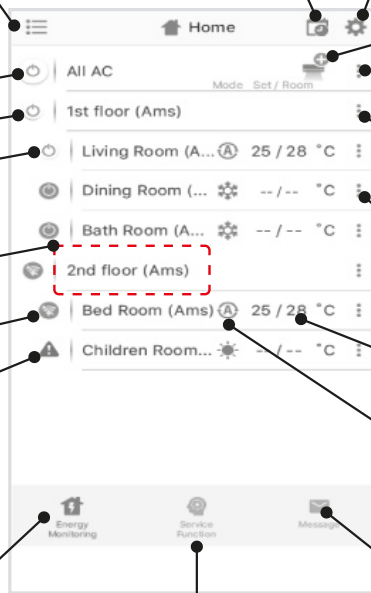 Home
All AC
Mode Set / Room
1st floor (Ams)
Living Room (A... A 25 / 28 °C
Dining Room (... -- / -- °C
Bath Room (A... -- / -- °C
2nd floor (Ams)
Bed Room (Ams) A 25 / 28 °C
Children Room... -- / -- °C
Energy Monitoring
Service Function
Message